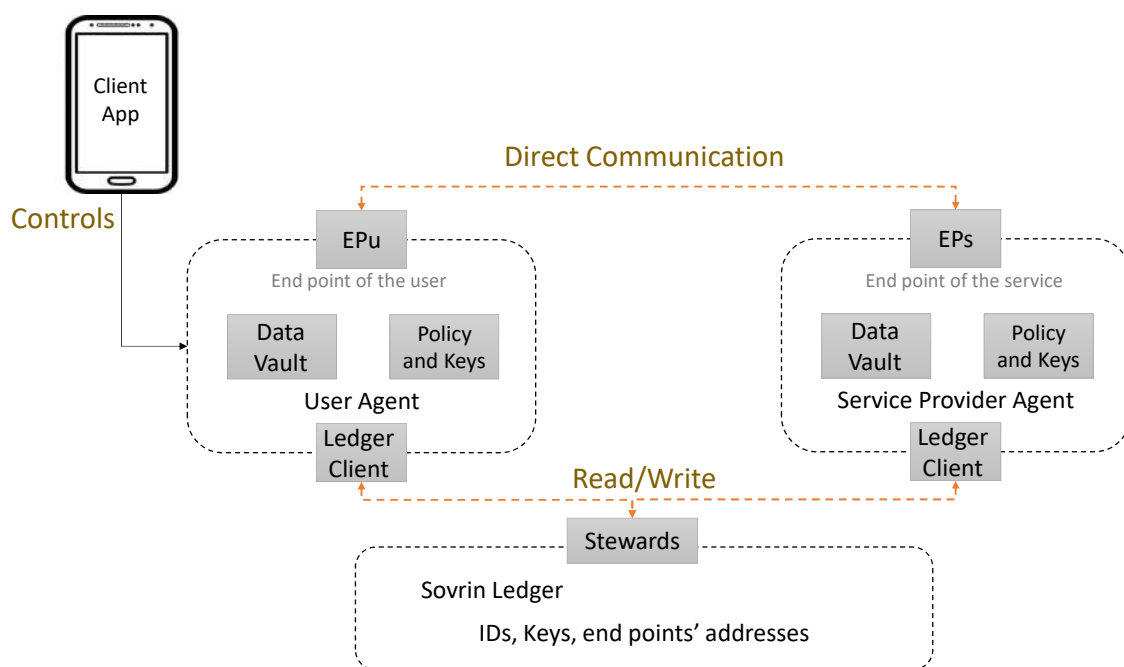 Client
App
Direct Communication
Controls
EPu
EPs
End point of the user
End point of the service
Data
Vault
Policy
and Keys
Data
Vault
Policy
and Keys
User Agent
Service Provider Agent
Ledger
Client
Ledger
Client
Read/Write
Stewards
Sovrin Ledger
IDs, Keys, end points’ addresses